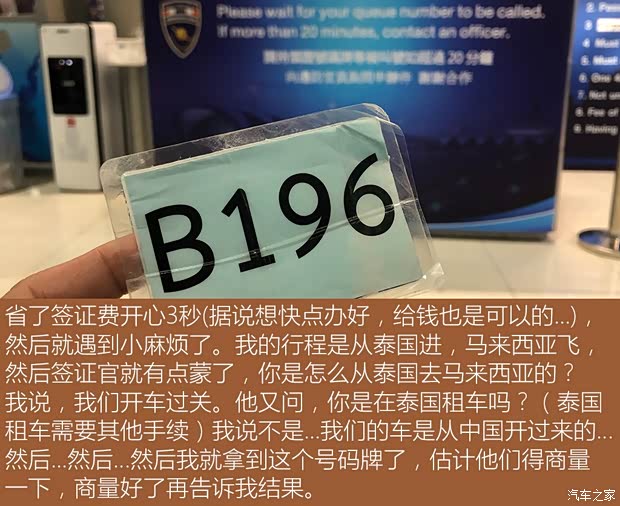 Please wait for your queue number to be called.
If more than 20 minutes, contact an officer.
B196
省了签证费开心3秒(据说想快点办好，给钱也是可以的...)，
然后就遇到小麻烦了。我的行程是从泰国进，马来西亚飞，
然后签证官就有点蒙了，你是怎么从泰国去马来西亚的？
我说，我们开车过关。他又问，你是在泰国租车吗？（泰国
租车需要其他手续）我说不是...我们的车是从中国开过来的...
然后...然后...然后我就拿到这个号码牌了，估计他们得商量
一下，商量好了再告诉我结果。
汽车之家